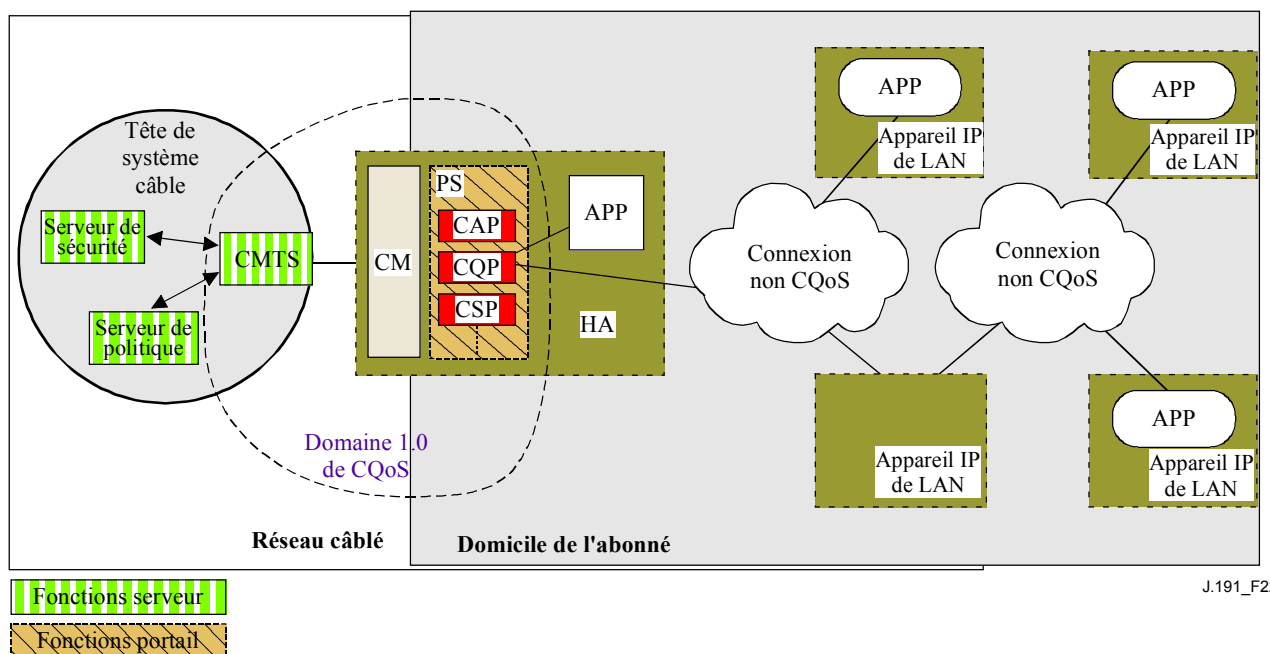 Tête de
système
câble
Serveur de
sécurité
CMTS
Serveur de
politique
Domaine 1.0
de CQoS
Réseau câblé
CM
PS
CAP
CQP
CSP
APP
HA
Domicile de l'abonné
Connexion
non CQoS
APP
Appareil IP
de LAN
Appareil IP
de LAN
Connexion
non CQoS
APP
Appareil IP
de LAN
APP
Appareil IP
de LAN
J.191_F2
Fonctions serveur
Fonctions portail